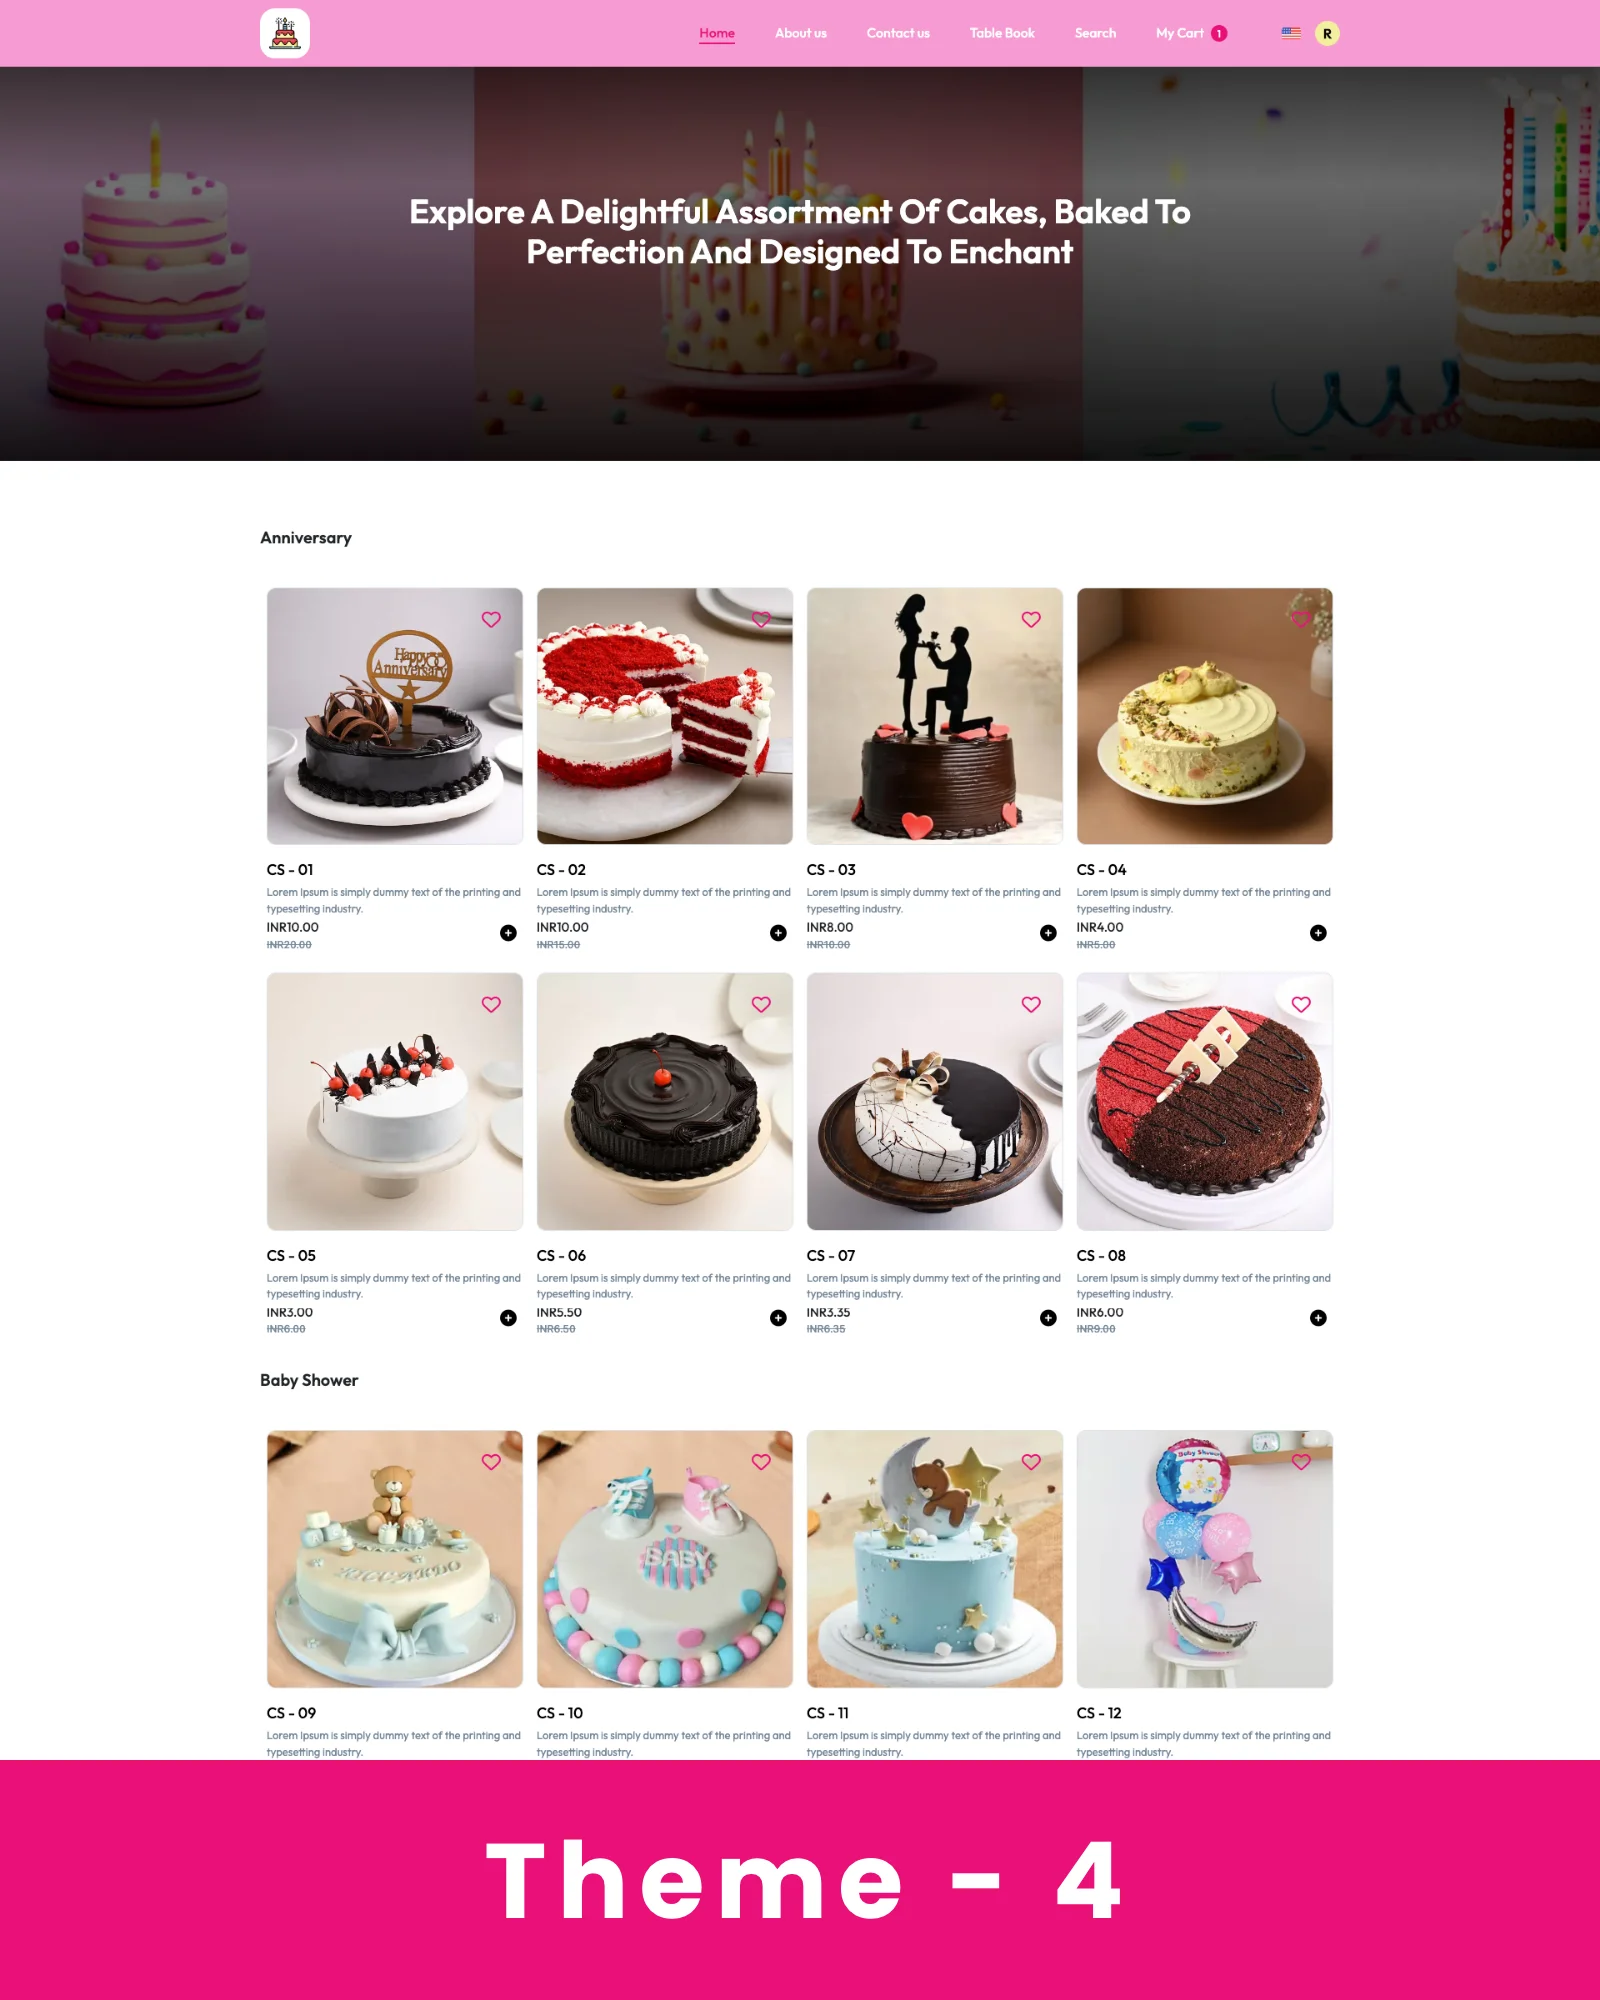 Home About us Contact us Table Book Search My Cart 1 R
Explore A Delightful Assortment Of Cakes, Baked To
Perfection And Designed To Enchant
Anniversary
Happy
Anniversary
CS - 01 CS - 02 CS - 03 CS - 04
Lorem Ipsum is simply dummy text of the printing and Lorem Ipsum is simply dummy text of the printing and Lorem Ipsum is simply dummy text of the printing and Lorem Ipsum is simply dummy text of the printing and
typesetting industry. typesetting industry. typesetting industry. typesetting industry.
INR10.00 INR10.00 INR8.00 INR4.00
INR20.00 INR15.00 INR10.00 INR5.00
POP
CS - 05 CS - 06 CS - 07 CS - 08
Lorem Ipsum is simply dummy text of the printing and Lorem Ipsum is simply dummy text of the printing and Lorem Ipsum is simply dummy text of the printing and Lorem Ipsum is simply dummy text of the printing and
typesetting industry. typesetting industry. typesetting industry. typesetting industry.
INR3.00 INR5.50 INR3.35 INR6.00
INR6.00 INR6.50 INR6.35 INR9.00
Baby Shower
Baby Shower
BABY
CS - 09 CS - 10 CS - 11 CS - 12
Lorem Ipsum is simply dummy text of the printing and Lorem Ipsum is simply dummy text of the printing and Lorem Ipsum is simply dummy text of the printing and Lorem Ipsum is simply dummy text of the printing and
typesetting industry. typesetting industry. typesetting industry. typesetting industry.
Theme - 4